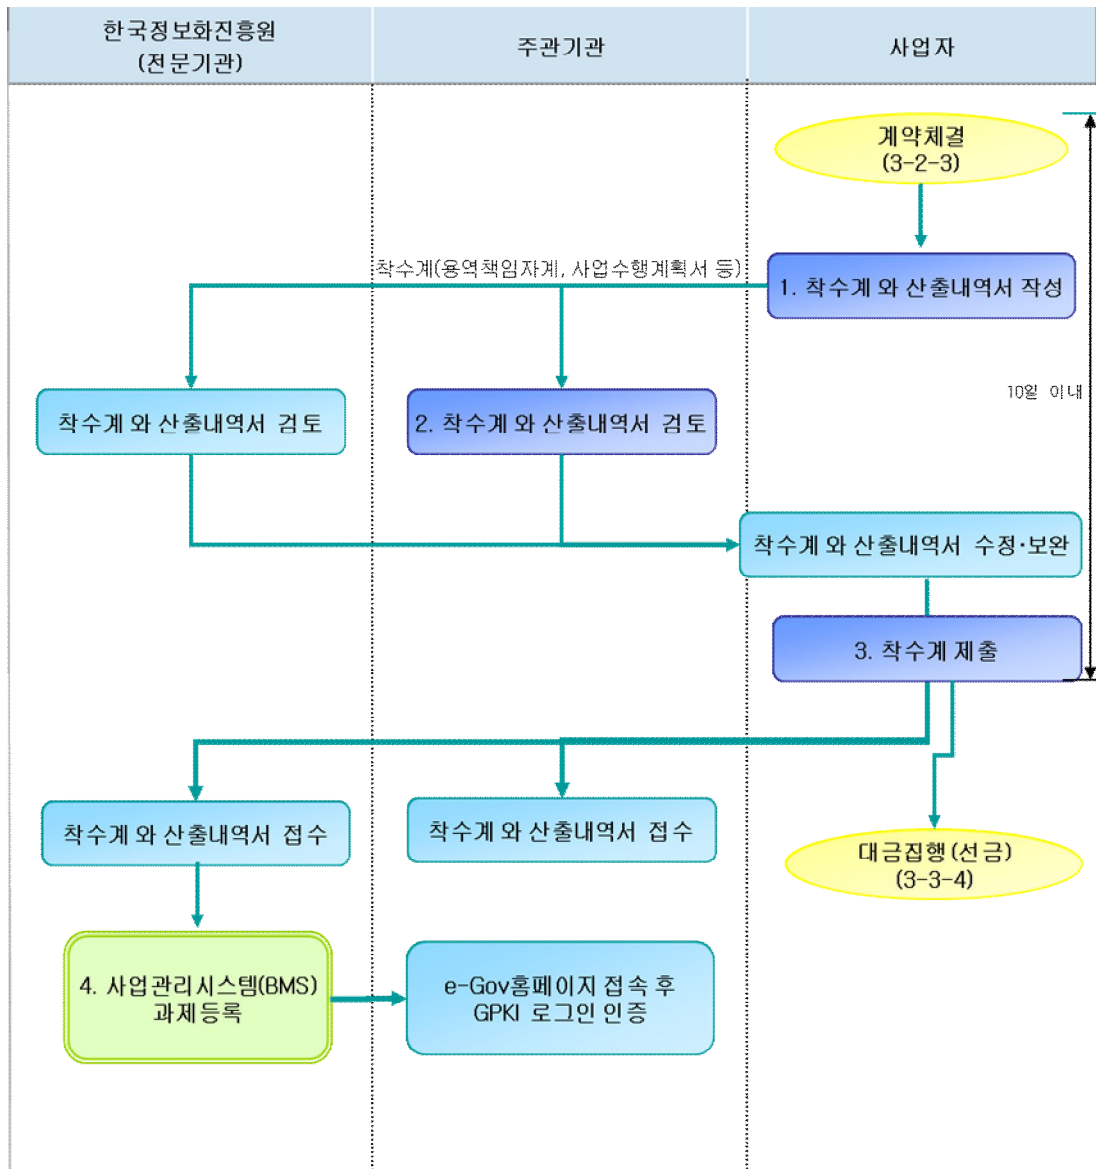 한국정보화진흥원
(전문기관)
주관기관
사업자
계약체결
(3-2-3)
착수계(용역책임자계, 사업수행계획서 등)
1. 착수계 와 산출내역서 작성
10일 이내
착수계 와 산출내역서 검토
2. 착수계 와 산출내역서 검토
착수계 와 산출내역서 수정·보완
3. 착수계 제출
착수계 와 산출내역서 접수
착수계 와 산출내역서 접수
대금집행(선금)
(3-3-4)
4. 사업관리시스템(BMS)
과제등록
e-Gov홈페이지 접속 후
GPKI 로그인 인증